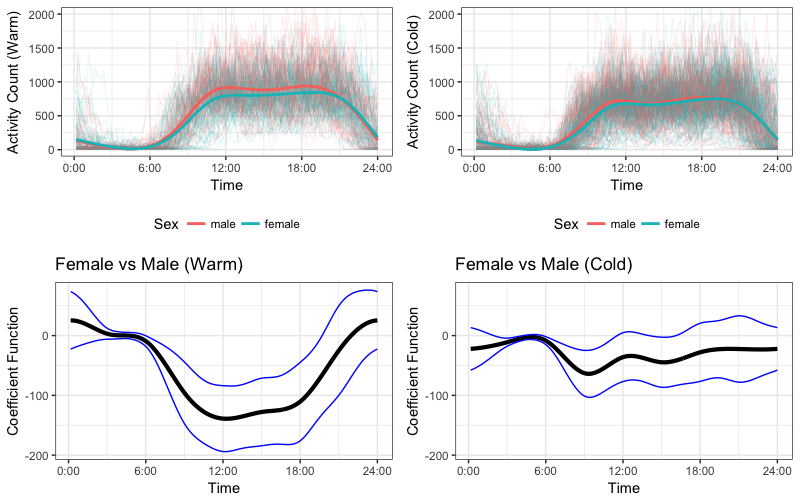 Activity Count (Warm)
2000
1500
1000
500
0
0:00 6:00 12:00 18:00 24:00
Time
Sex male female
Activity Count (Cold)
2000
1500
1000
500
0
0:00 6:00 12:00 18:00 24:00
Time
Sex male female
Female vs Male (Warm)
Coefficient Function
0
-100
-200
0:00 6:00 12:00 18:00 24:00
Time
Female vs Male (Cold)
Coefficient Function
0
-100
-200
0:00 6:00 12:00 18:00 24:00
Time